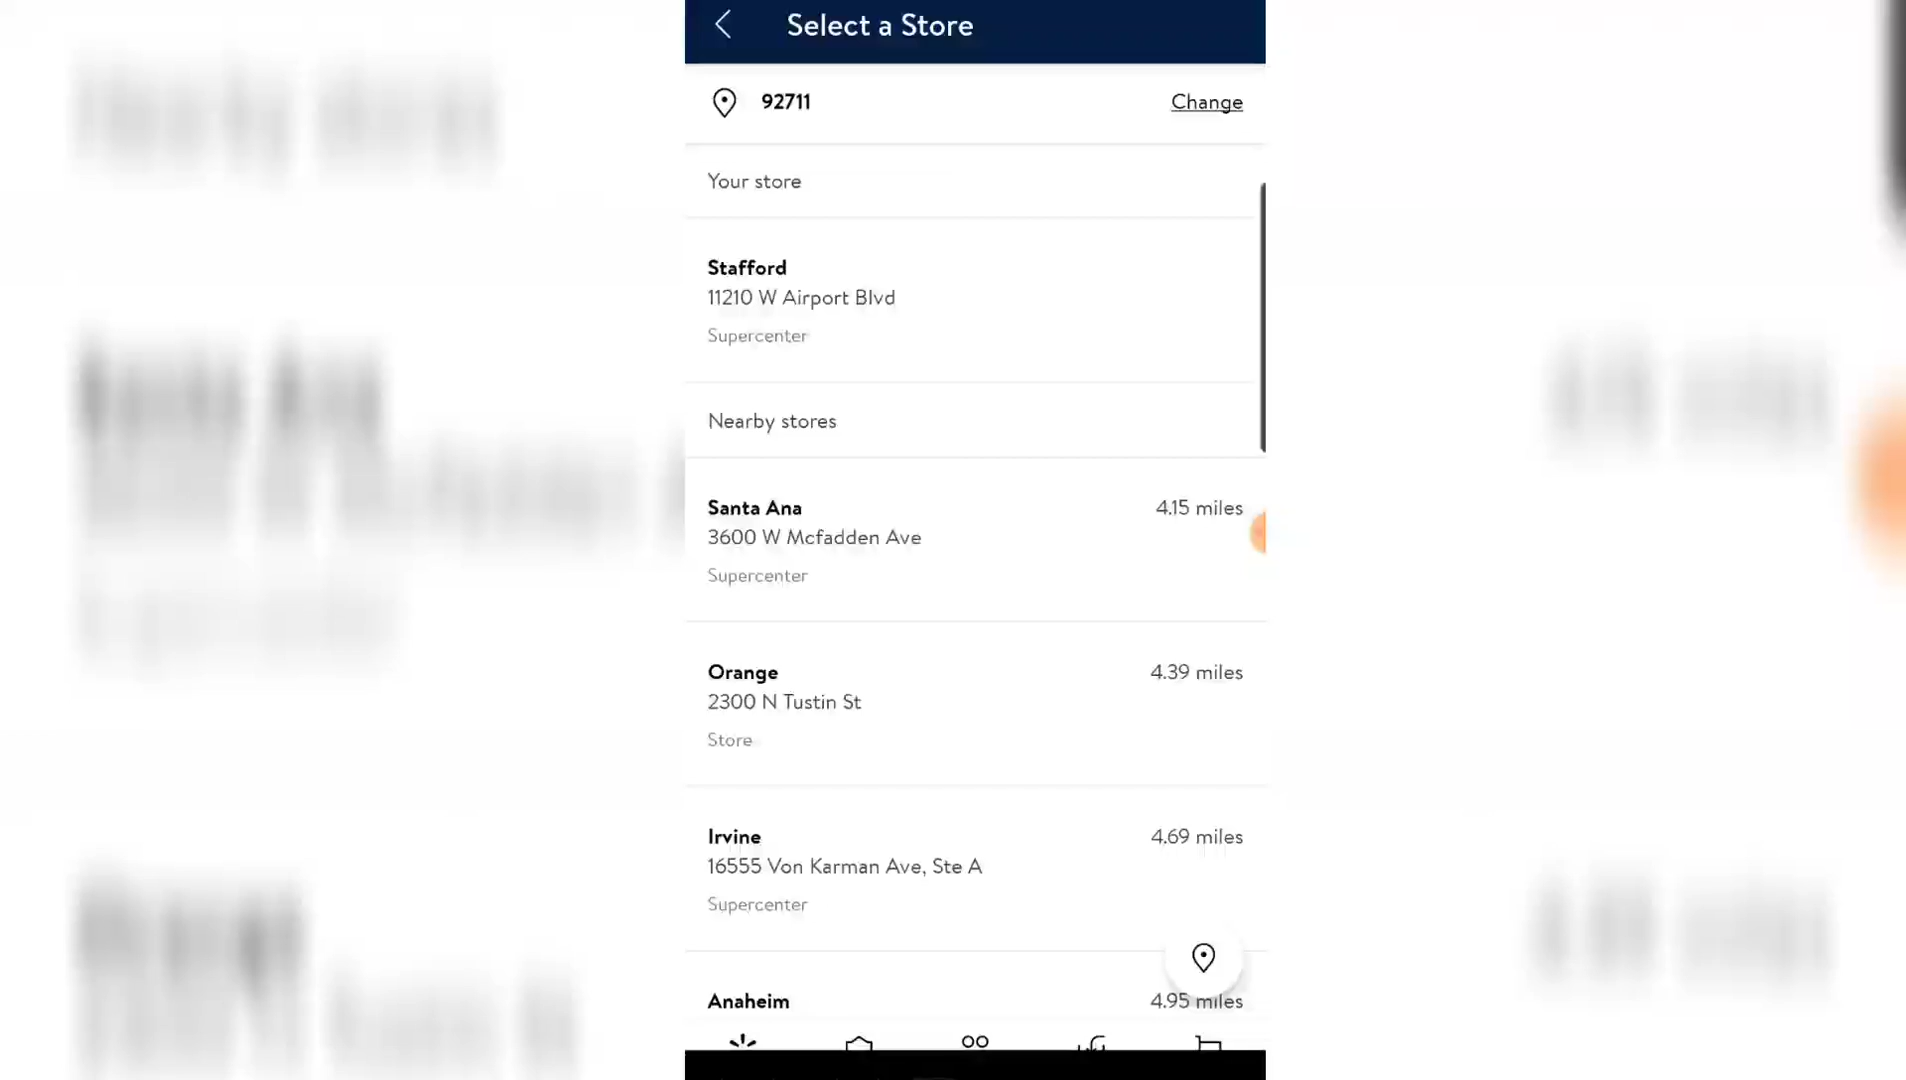 Select a Store
92711
Change
Your store
Stafford
11210 W Airport Blvd
Supercenter
Nearby stores
Santa Ana
4.15 miles
3600 W Mcfadden Ave
Supercenter
Orange
4.39 miles
2300 N Tustin St
Store
Irvine
4.69 miles
16555 Von Karman Ave, Ste A
Supercenter
Anaheim
4.95 miles